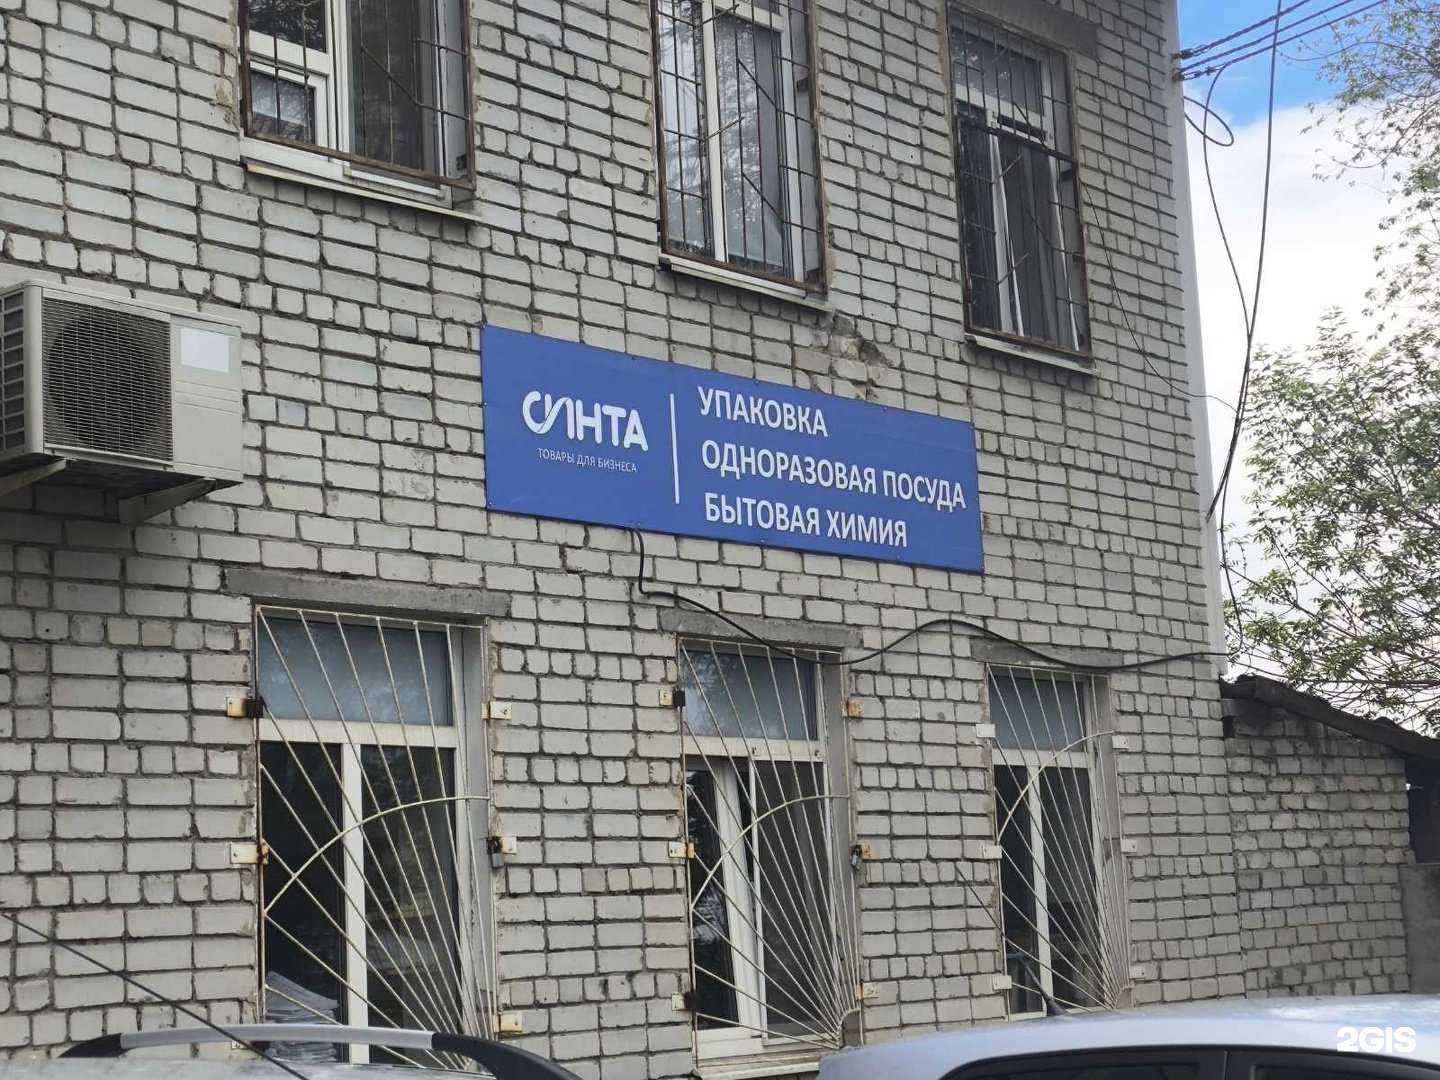 СИНТА
ТОВАРЫ ДЛЯ БИЗНЕСА
УПАКОВКА
ОДНОРАЗОВАЯ ПОСУДА
БЫТОВАЯ ХИМИЯ
2GIS